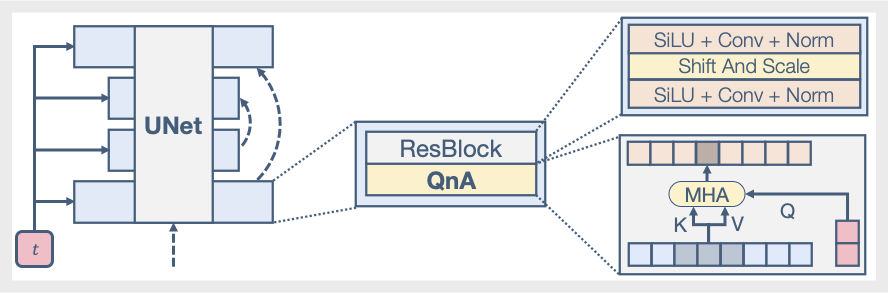 UNet
t
ResBlock
QnA
SiLU + Conv + Norm
Shift And Scale
SiLU + Conv + Norm
MHA
K
V
Q